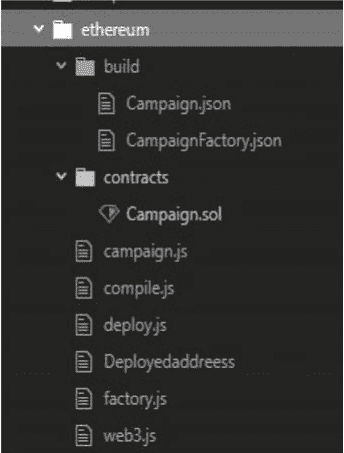 ethereum
build
Campaign.json
CampaignFactory.json
contracts
Campaign.sol
campaign.js
compile.js
deploy.js
Deployedaddreess
factory.js
web3.js